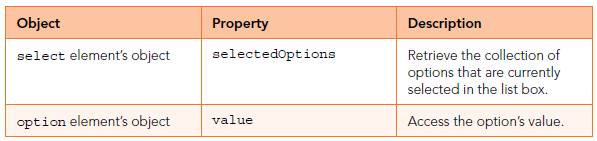 Object Property Description
select element's object selectedOptions Retrieve the collection of
options that are currently
selected in the list box.
option element's object value Access the option's value.